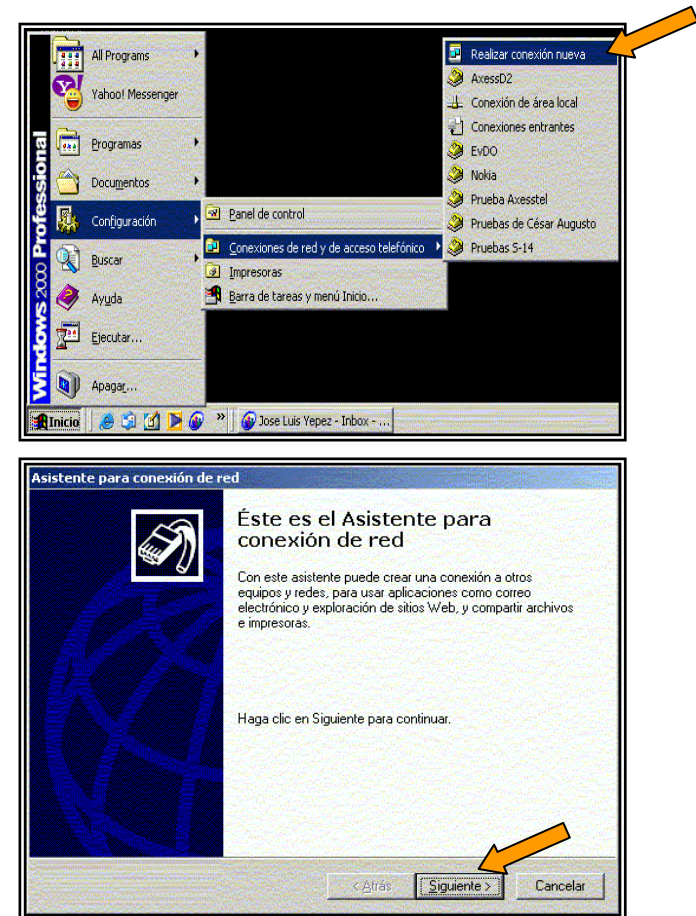 All Programs
Yahoo! Messenger
Programas
Documentos
Configuración
Buscar
Ayuda
Ejecutar...
Apagar...
Windows 2000 Professional
Panel de control
Conexiones de red y de acceso telefónico
Impresoras
Barra de tareas y menú Inicio...
Realizar conexión nueva
AxessD2
Conexión de área local
Conexiones entrantes
EvDO
Nokia
Prueba Axesstel
Pruebas de César Augusto
Pruebas S-14
Inicio
»
Jose Luis Yepez - Inbox - ...
Asistente para conexión de red
Éste es el Asistente para
conexión de red
Con este asistente puede crear una conexión a otros
equipos y redes, para usar aplicaciones como correo
electrónico y exploración de sitios Web, y compartir archivos
e impresoras.
Haga clic en Siguiente para continuar.
< Atrás
Siguiente >
Cancelar